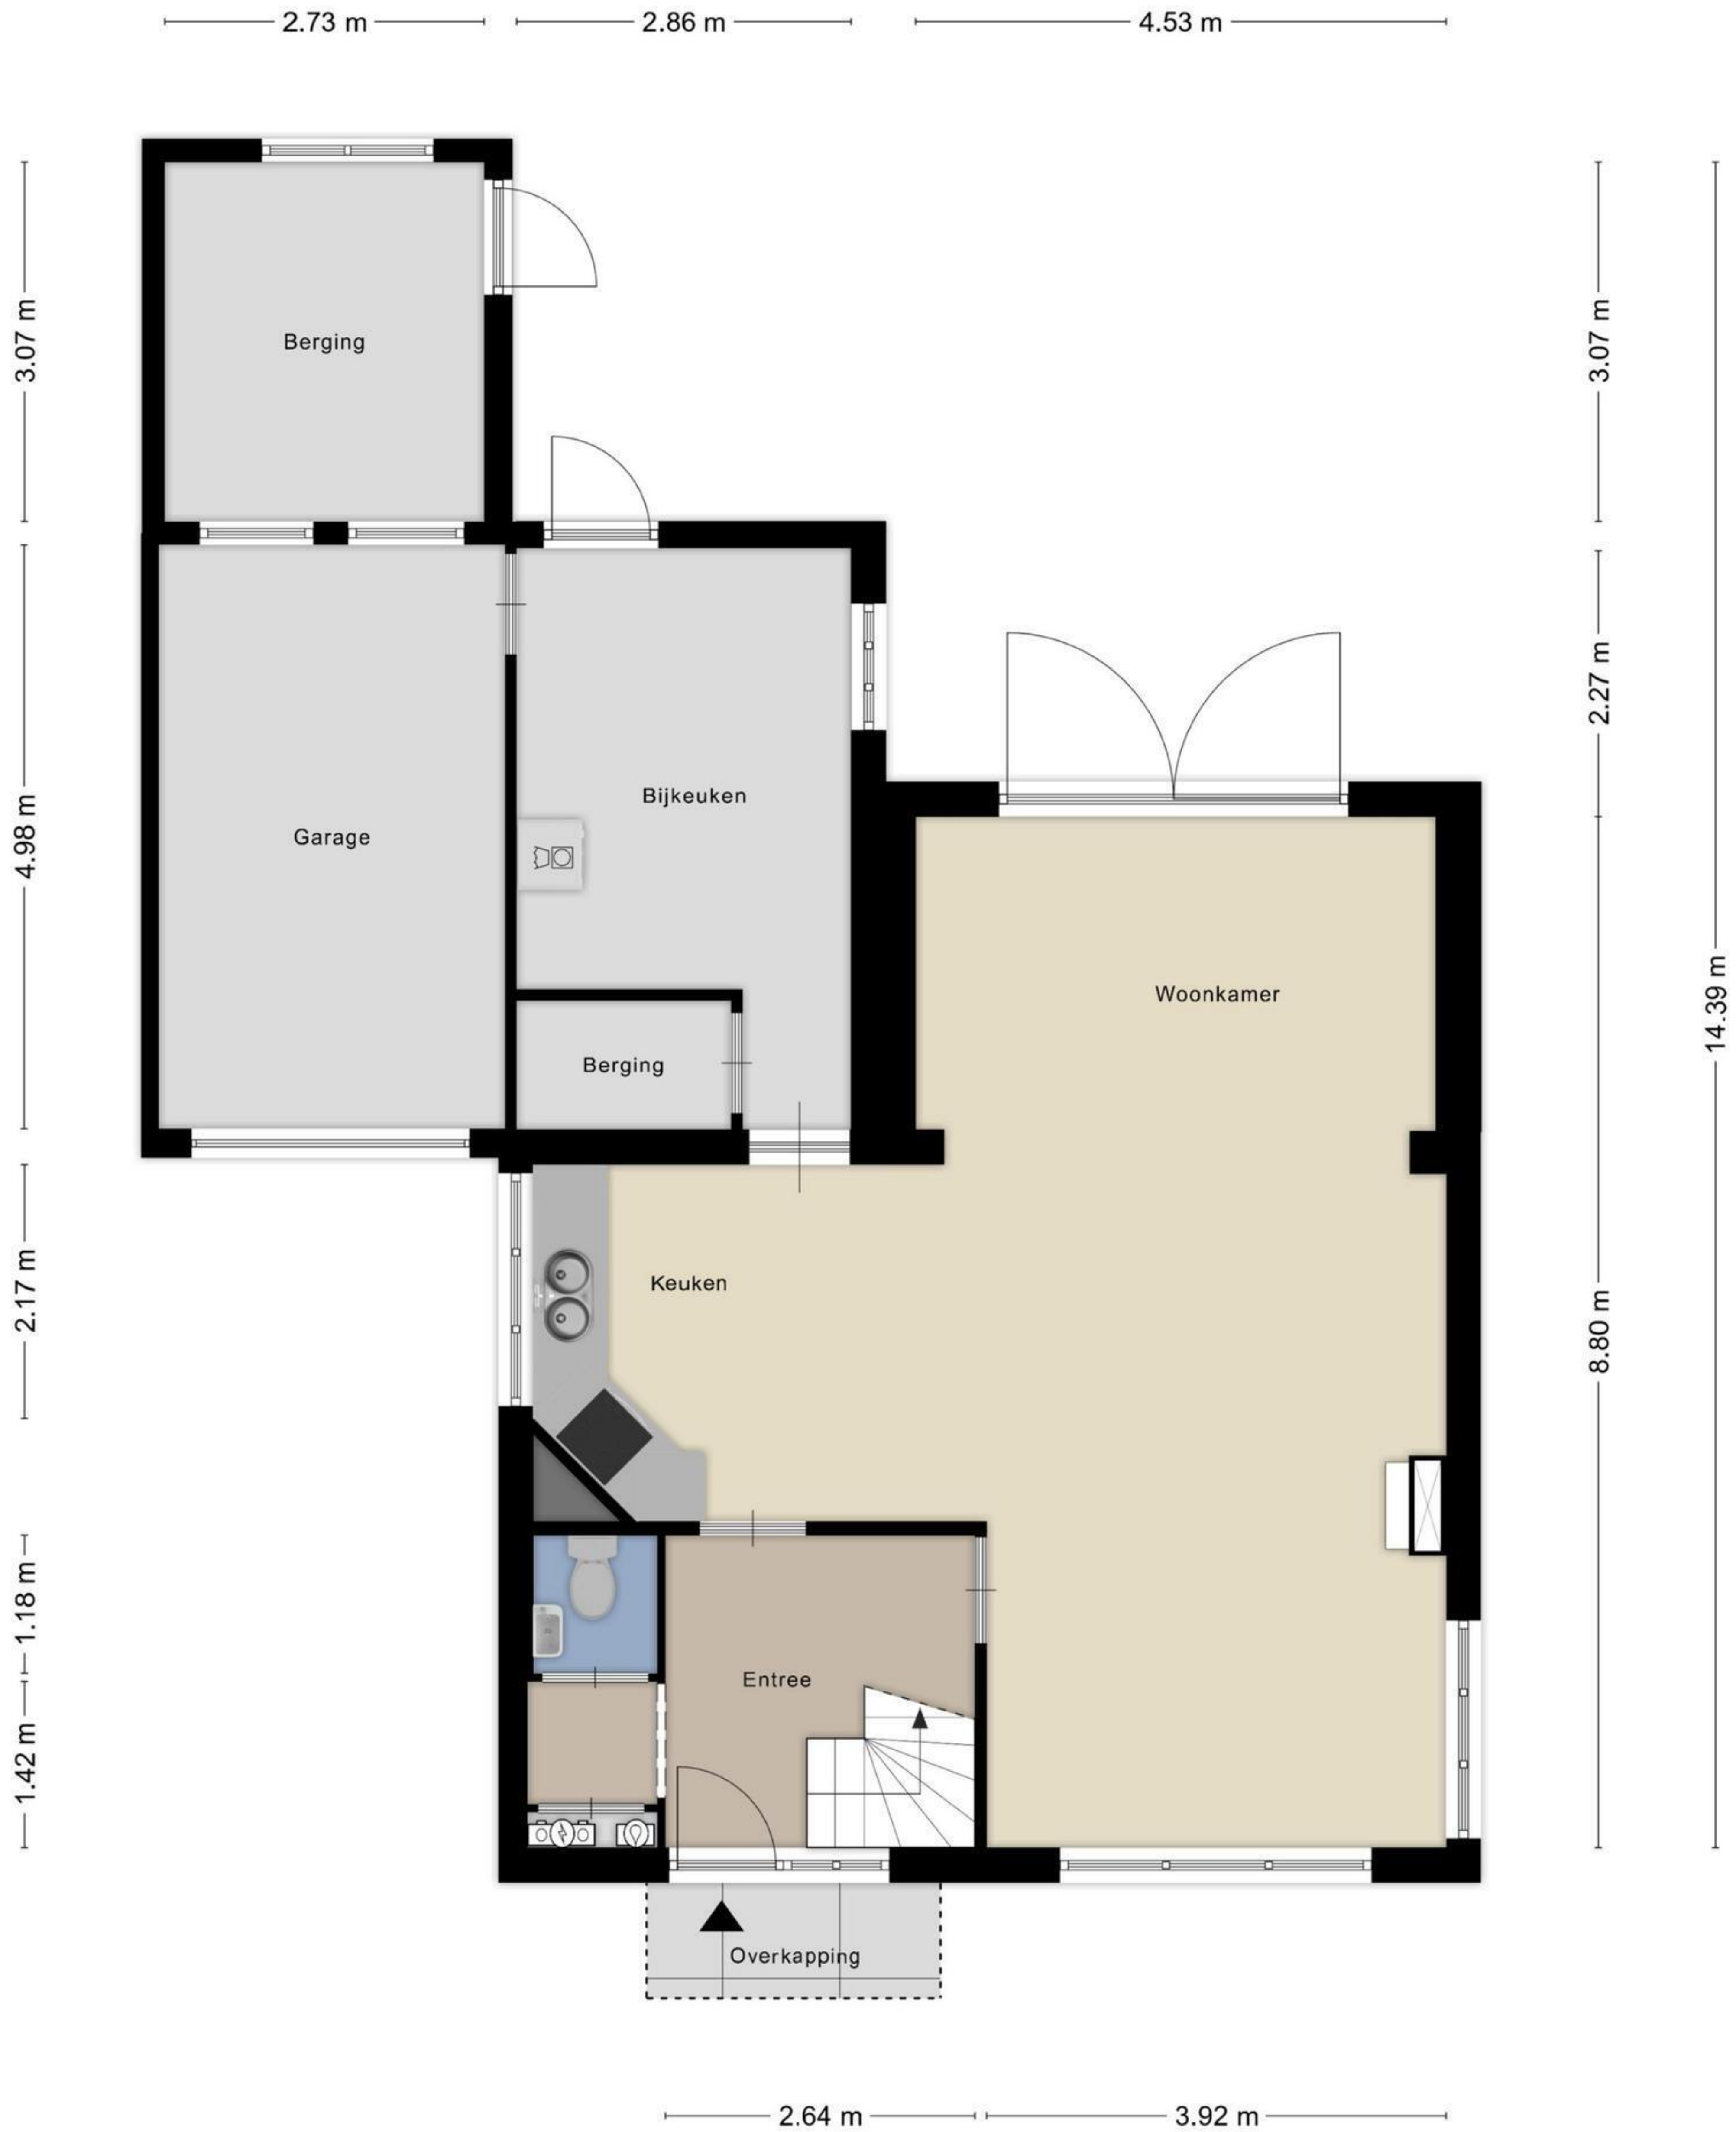 2.73 m
2.86 m
4.53 m
3.07 m
3.07 m
Berging
2.27 m
Bijkeuken
4.98 m
Garage
Woonkamer
14.39 m
Berging
2.17 m
Keuken
8.80 m
1.18 m
Entree
1.42 m
Overkapping
2.64 m
3.92 m